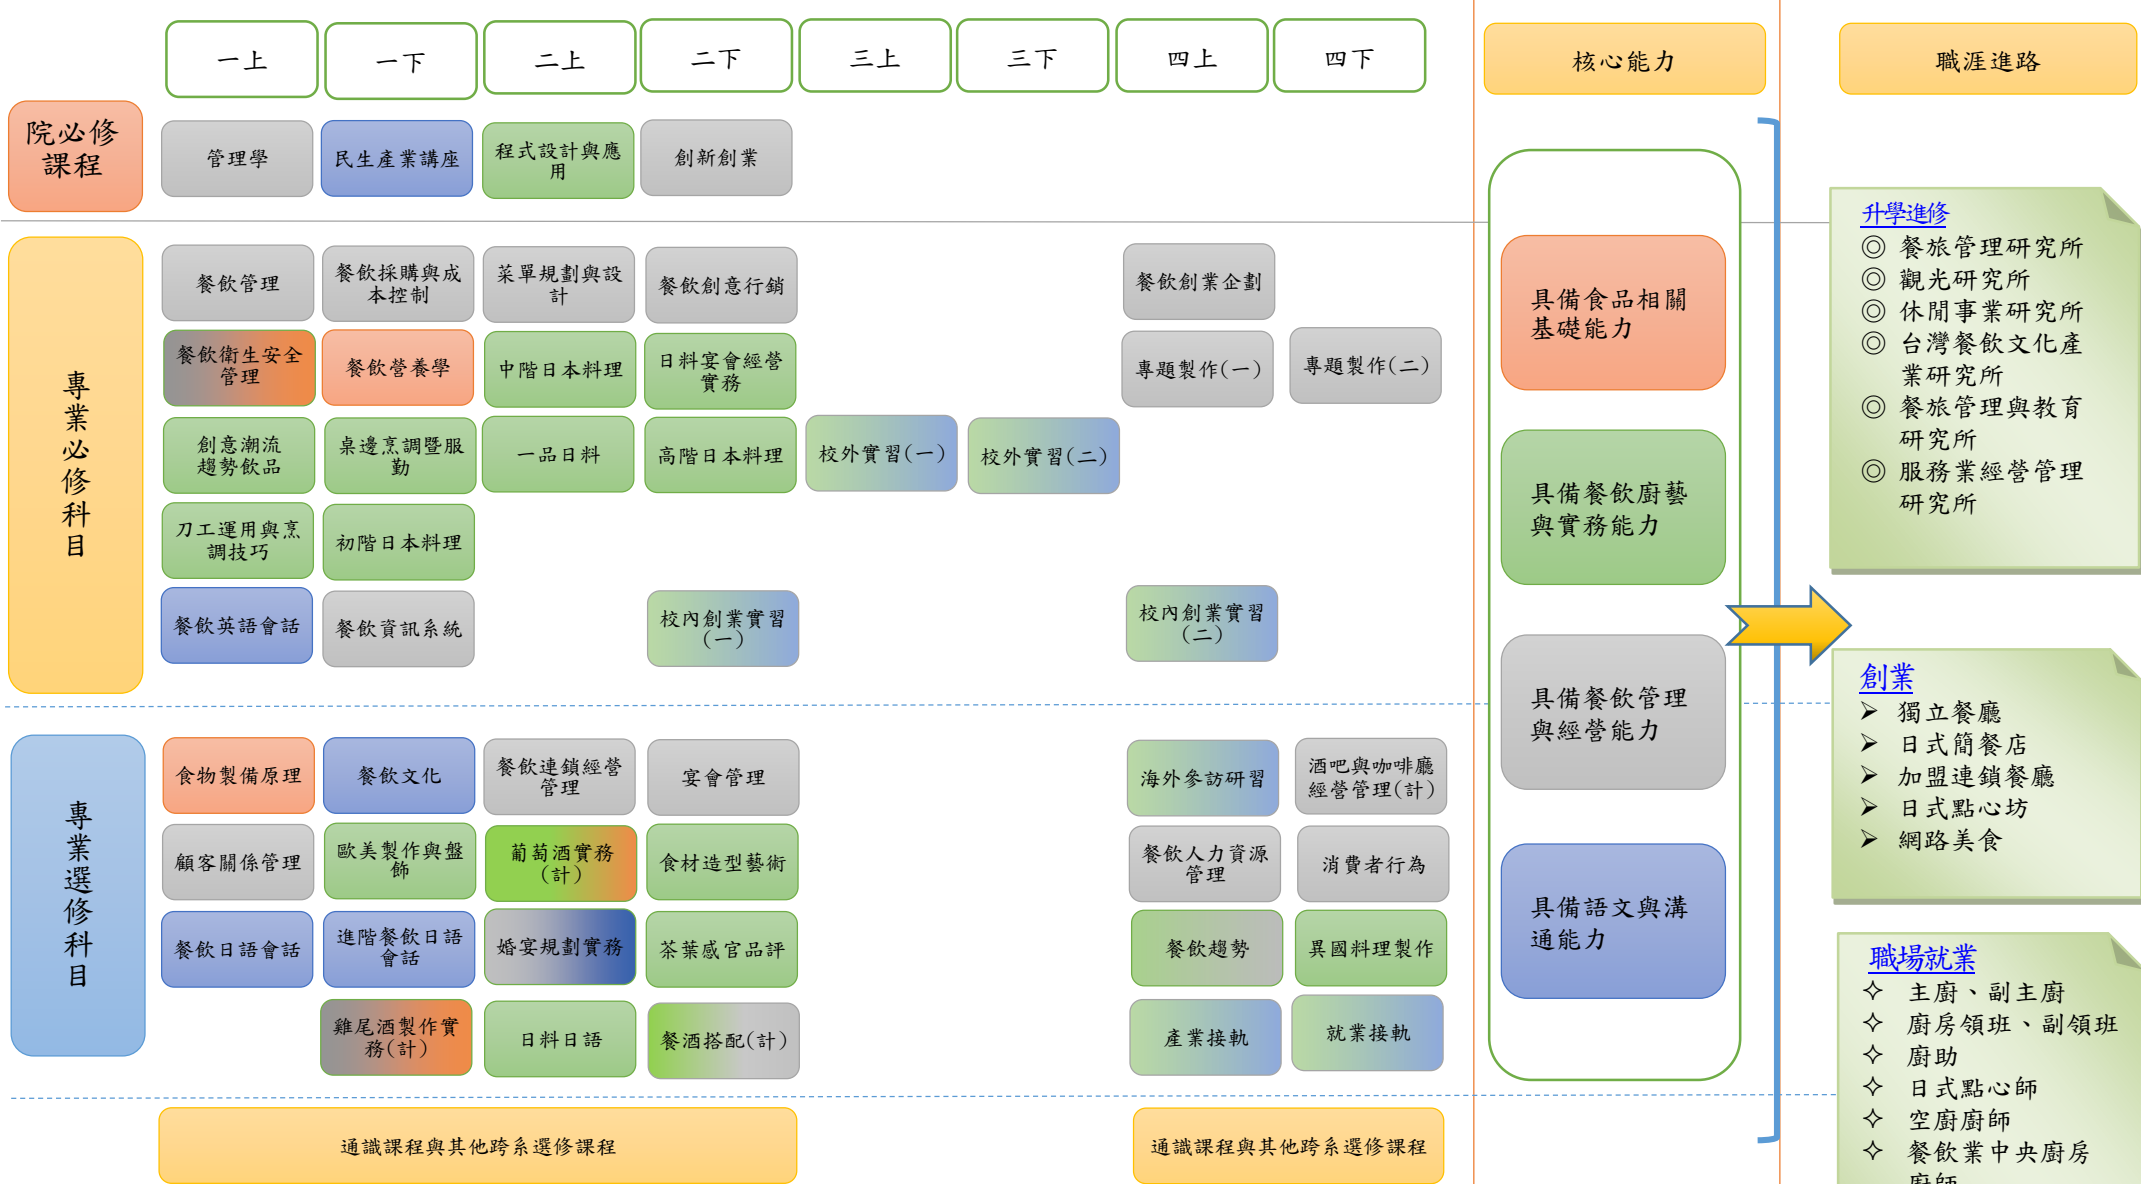 一上
一下
二上
二下
三上
三下
四上
四下
核心能力
職涯進路
院必修
課程
管理學
民生產業講座
程式設計與應
用
創新創業
專
業
必
修
科
目
餐飲管理
餐飲採購與成
本控制
菜單規劃與設
計
餐飲創意行銷
餐飲創業企劃
餐飲衛生安全
管理
餐飲營養學
中階日本料理
日料宴會經營
實務
專題製作(一)
專題製作(二)
創意潮流
趨勢飲品
桌邊烹調暨服
勤
一品日料
高階日本料理
校外實習(一)
校外實習(二)
刀工運用與烹
調技巧
初階日本料理
餐飲英語會話
餐飲資訊系統
校內創業實習
(一)
校內創業實習
(二)
專
業
選
修
科
目
食物製備原理
餐飲文化
餐飲連鎖經營
管理
宴會管理
海外參訪研習
酒吧與咖啡廳
經營管理(計)
顧客關係管理
歐美製作與盤
飾
葡萄酒實務
(計)
食材造型藝術
餐飲人力資源
管理
消費者行為
餐飲日語會話
進階餐飲日語
會話
婚宴規劃實務
茶葉感官品評
餐飲趨勢
異國料理製作
雞尾酒製作實
務(計)
日料日語
餐酒搭配(計)
產業接軌
就業接軌
通識課程與其他跨系選修課程
通識課程與其他跨系選修課程
具備食品相關
基礎能力
具備餐飲廚藝
與實務能力
具備餐飲管理
與經營能力
具備語文與溝
通能力
升學進修
◎ 餐旅管理研究所
◎ 觀光研究所
◎ 休閒事業研究所
◎ 台灣餐飲文化產
業研究所
◎ 餐旅管理與教育
研究所
◎ 服務業經營管理
研究所
創業
➢ 獨立餐廳
➢ 日式簡餐店
➢ 加盟連鎖餐廳
➢ 日式點心坊
➢ 網路美食
職場就業
✧ 主廚、副主廚
✧ 廚房領班、副領班
✧ 廚助
✧ 日式點心師
✧ 空廚廚師
✧ 餐飲業中央廚房
廚師